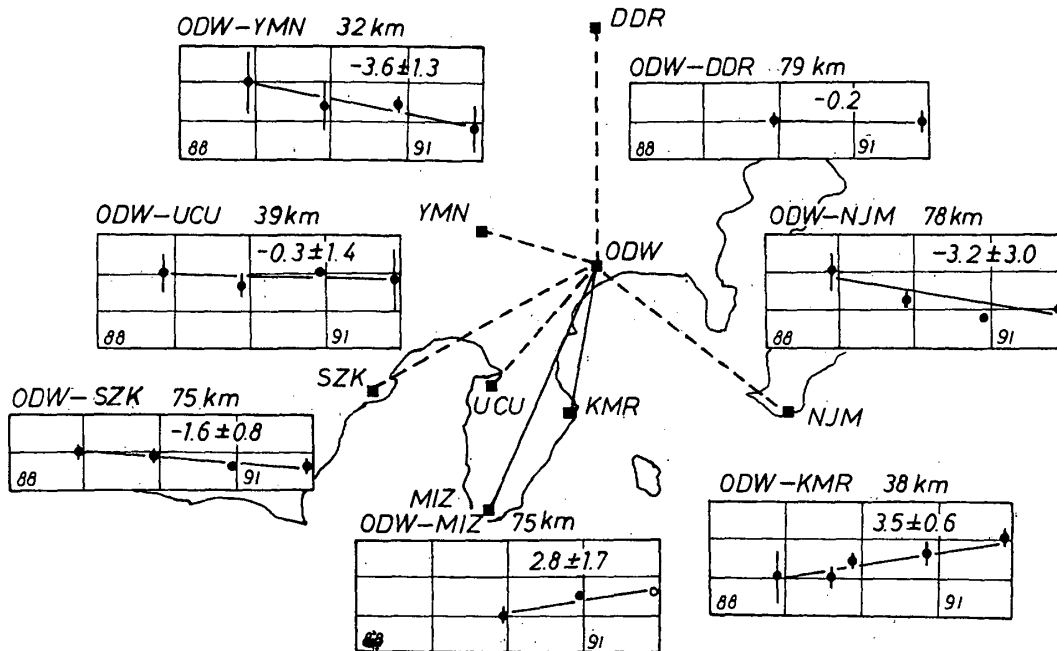 DDR
ODW-YMN 32 km
-3.6±1.3
88 91
ODW-DDR 79 km
-0.2
88 91
ODW-UCU 39 km
-0.3±1.4
88 91
YMN
ODW
ODW-NJM 78 km
-3.2±3.0
88 91
SZK
UCU
KMR
NJM
ODW-SZK 75 km
-1.6±0.8
88 91
MIZ
ODW-MIZ 75 km
2.8±1.7
91
ODW-KMR 38 km
3.5±0.6
88 91